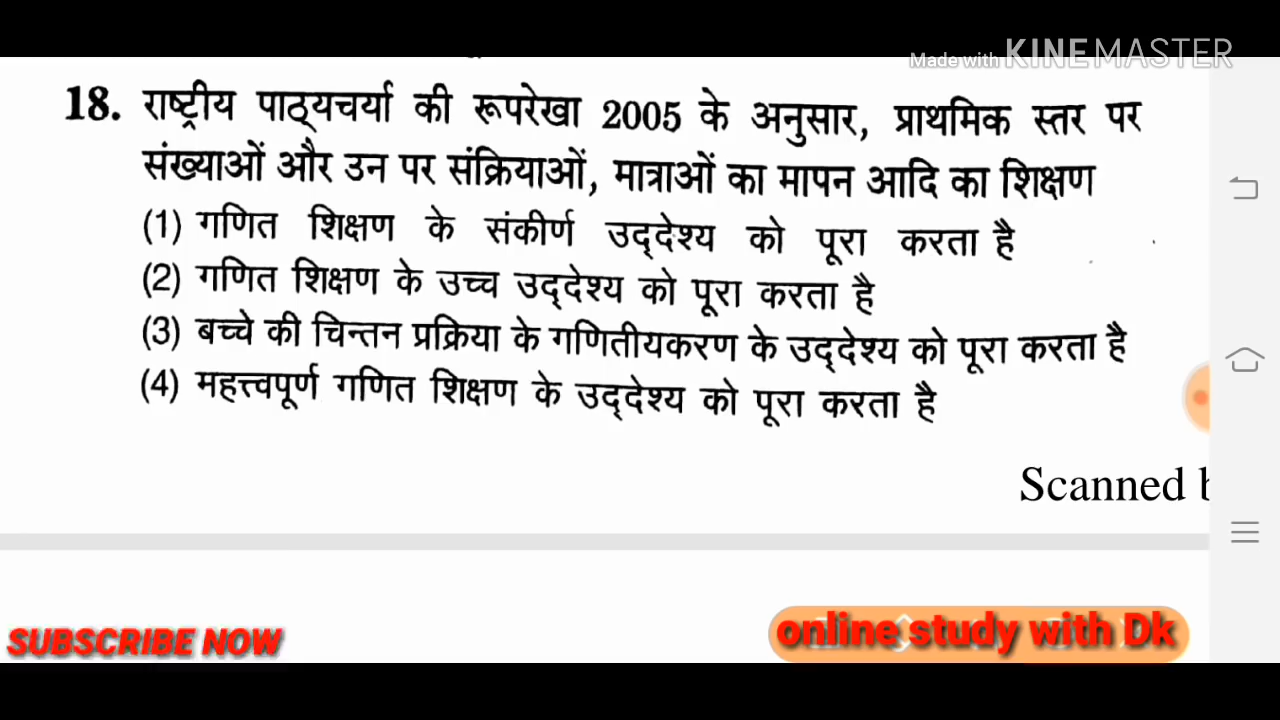 Made with KINEMASTER
18. राष्ट्रीय पाठ्यचर्या की रूपरेखा 2005 के अनुसार, प्राथमिक स्तर पर
संख्याओं और उन पर संक्रियाओं, मात्राओं का मापन आदि का शिक्षण
(1) गणित शिक्षण के संकीर्ण उद्देश्य को पूरा करता है
(2) गणित शिक्षण के उच्च उद्देश्य को पूरा करता है
(3) बच्चे की चिन्तन प्रक्रिया के गणितीयकरण के उद्देश्य को पूरा करता है
(4) महत्त्वपूर्ण गणित शिक्षण के उद्देश्य को पूरा करता है
Scanned
SUBSCRIBE NOW
online study with Dk